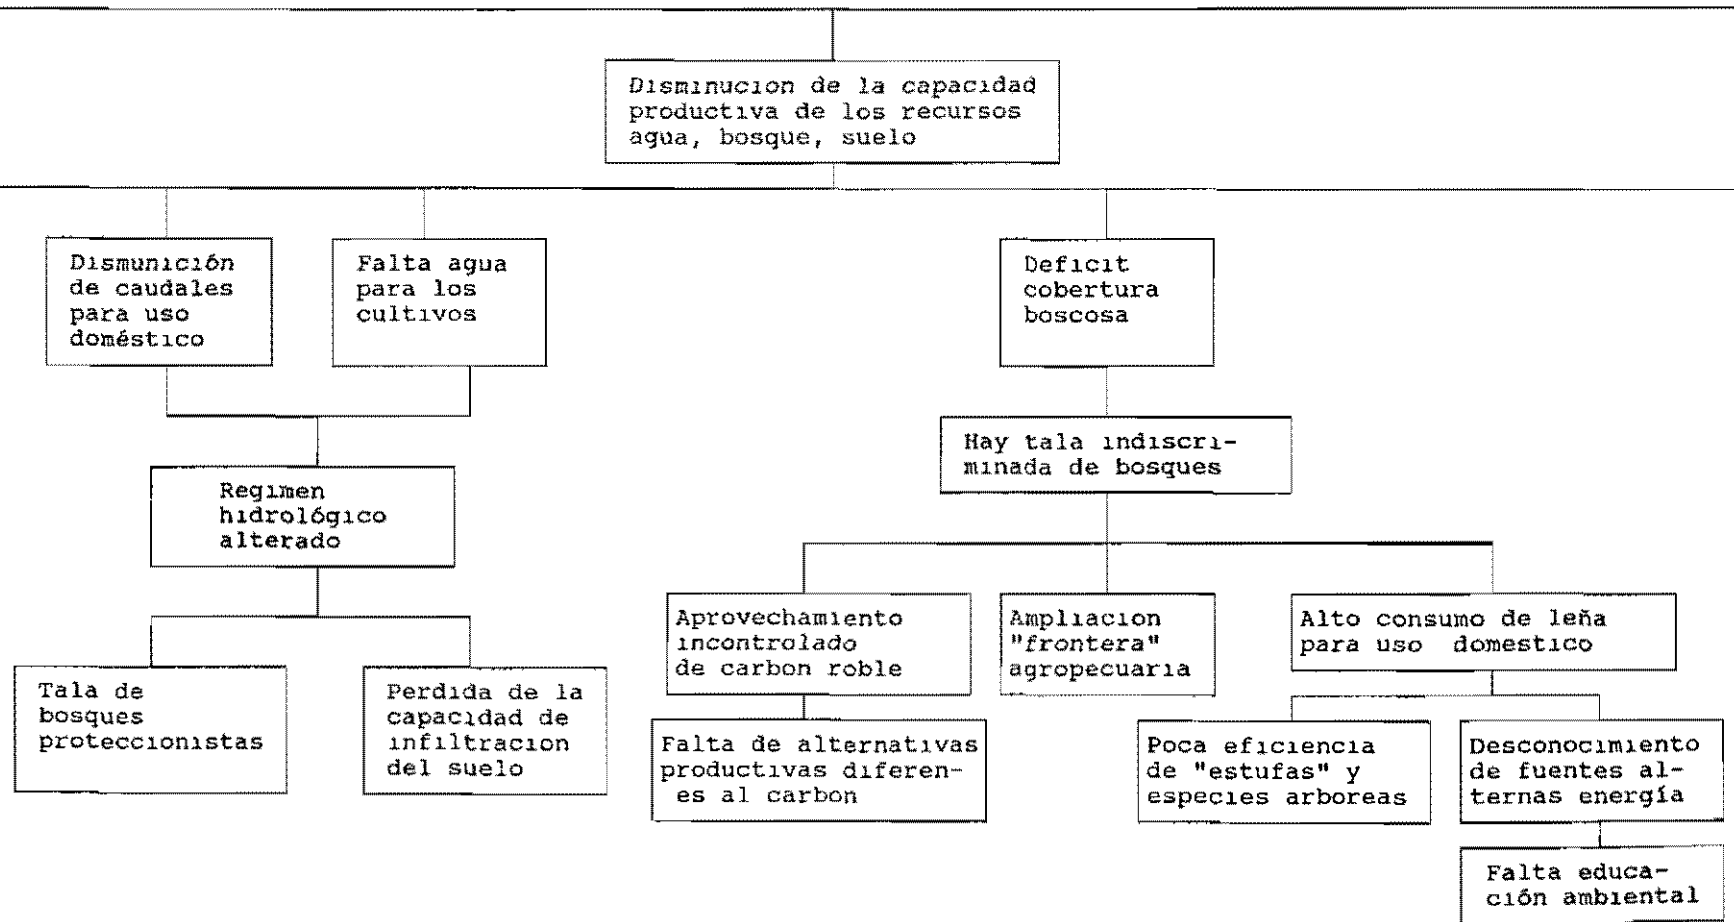 Disminucion de la capacidad
productiva de los recursos
agua, bosque, suelo
Dismunición
de caudales
para uso
doméstico
Falta agua
para los
cultivos
Deficit
cobertura
boscosa
Hay tala indiscri-
minada de bosques
Regimen
hidrológico
alterado
Aprovechamiento
incontrolado
de carbon roble
Ampliacion
"frontera"
agropecuaria
Alto consumo de leña
para uso domestico
Tala de
bosques
proteccionistas
Perdida de la
capacidad de
infiltracion
del suelo
Falta de alternativas
productivas diferen-
es al carbon
Poca eficiencia
de "estufas" y
especies arboreas
Desconocimiento
de fuentes al-
ternas energía
Falta educa-
ción ambiental